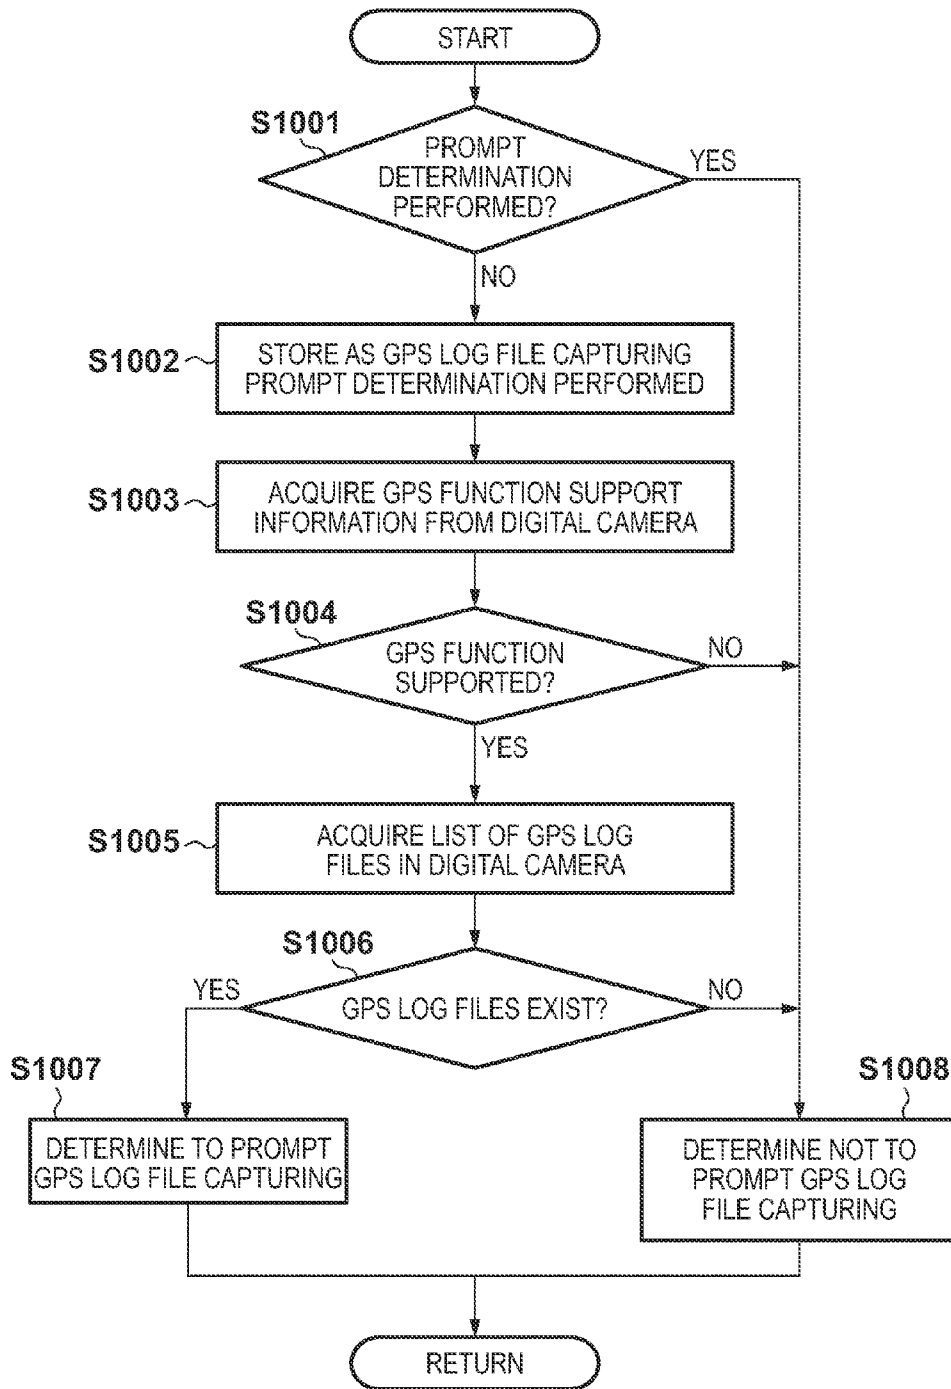 START
S1001
PROMPT
DETERMINATION
PERFORMED?
YES
NO
S1002
STORE AS GPS LOG FILE CAPTURING
PROMPT DETERMINATION PERFORMED
S1003
ACQUIRE GPS FUNCTION SUPPORT
INFORMATION FROM DIGITAL CAMERA
S1004
GPS FUNCTION
SUPPORTED?
NO
YES
S1005
ACQUIRE LIST OF GPS LOG
FILES IN DIGITAL CAMERA
S1006
YES
GPS LOG FILES EXIST?
NO
S1007
DETERMINE TO PROMPT
GPS LOG FILE CAPTURING
S1008
DETERMINE NOT TO
PROMPT GPS LOG
FILE CAPTURING
RETURN